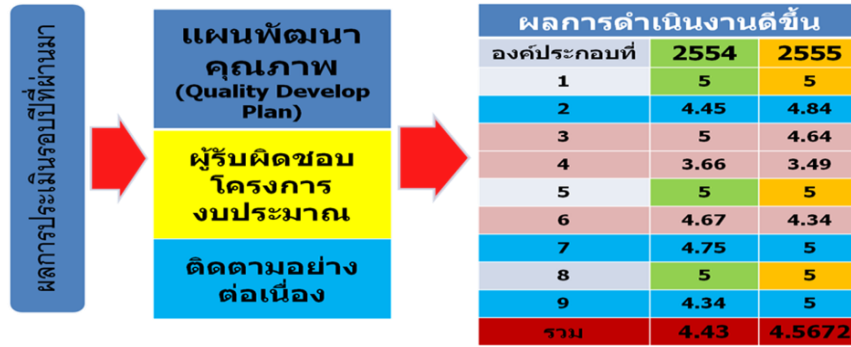 ผลการประเมินรอบปีที่ผ่านมา
แผนพัฒนา
คุณภาพ
(Quality Develop
Plan)
ผู้รับผิดชอบ
โครงการ
งบประมาณ
ติดตามอย่าง
ต่อเนื่อง
ผลการดำเนินงานดีขึ้น
องค์ประกอบที่ 2554 2555
1 5 5
2 4.45 4.84
3 5 4.64
4 3.66 3.49
5 5 5
6 4.67 4.34
7 4.75 5
8 5 5
9 4.34 5
รวม 4.43 4.5672